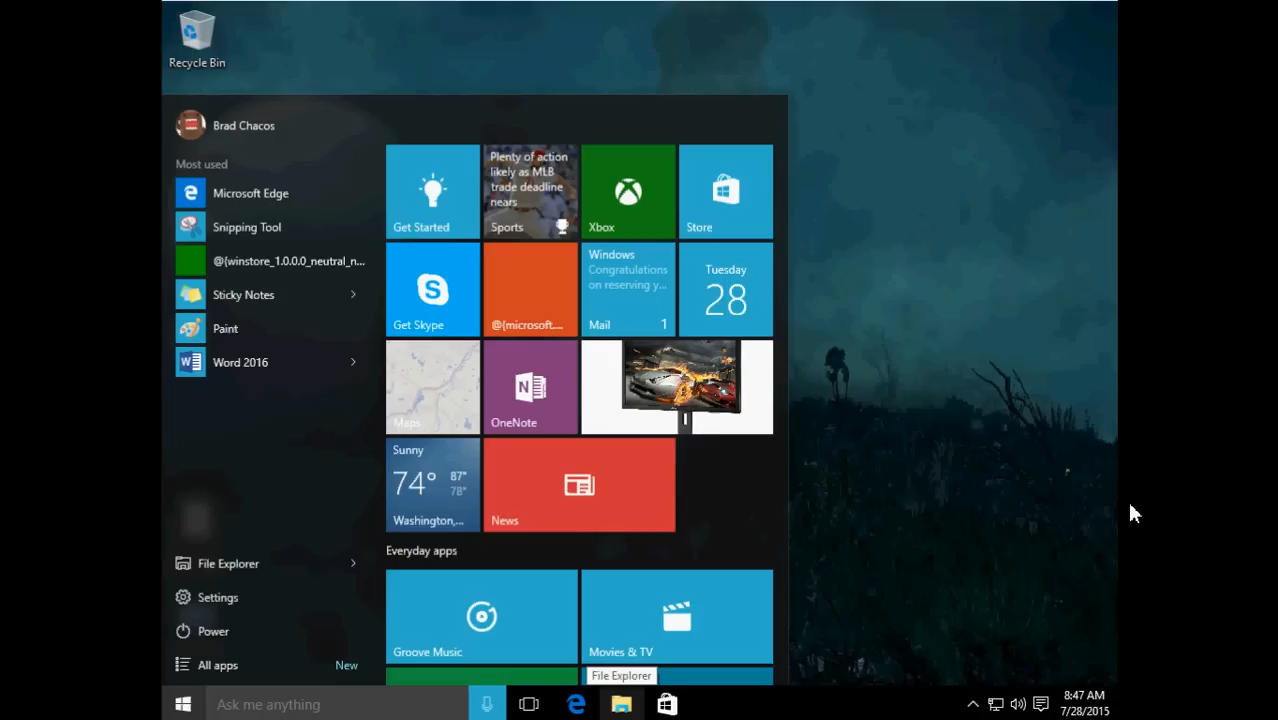 Recycle Bin
Brad Chacos
Most used
Microsoft Edge
Snipping Tool
@{winstore_1.0.0.0_neutral_n...
Sticky Notes
Paint
Word 2016
File Explorer
Settings
Power
All apps
New
Get Started
Plenty of action
likely as MLB
trade deadline
nears
Sports
Xbox
Store
Get Skype
@{microsoft....
Windows
Congratulations
on reserving y...
Mail 1
Tuesday
28
Maps
OneNote
Sunny
74° 87°
78°
Washington,...
News
Everyday apps
Groove Music
Movies & TV
File Explorer
Ask me anything
8:47 AM
7/28/2015